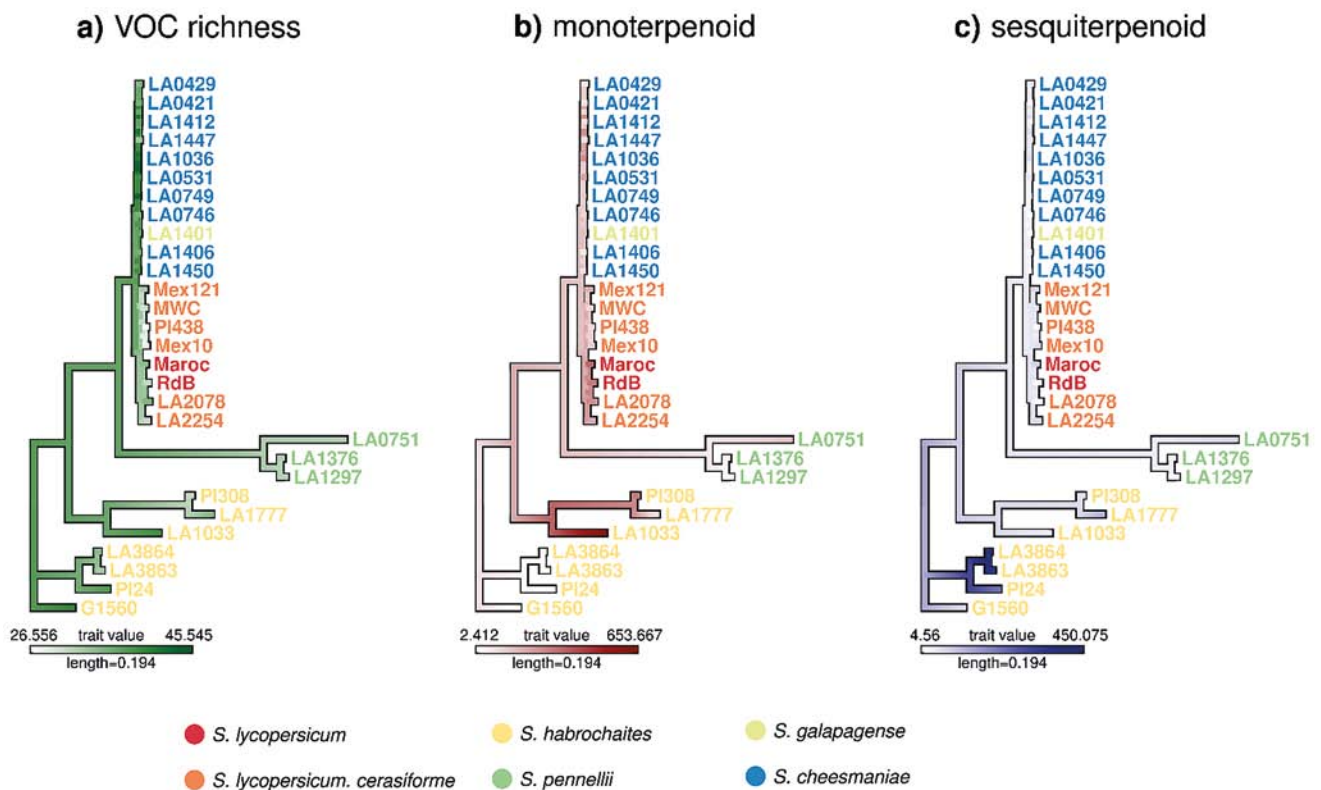 a) VOC richness
LA0429
LA0421
LA1412
LA1447
LA1036
LA0531
LA0749
LA0746
LA1401
LA1406
LA1450
Mex121
MWC
PI438
Mex10
Maroc
RdB
LA2078
LA2254
LA0751
LA1376
LA1297
PI308
LA1777
LA1033
LA3864
LA3863
PI24
G1560
26.556 trait value 45.545
length=0.194
b) monoterpenoid
LA0429
LA0421
LA1412
LA1447
LA1036
LA0531
LA0749
LA0746
LA1401
LA1406
LA1450
Mex121
MWC
PI438
Mex10
Maroc
RdB
LA2078
LA2254
LA0751
LA1376
LA1297
PI308
LA1777
LA1033
LA3864
LA3863
PI24
G1560
2.412 trait value 653.667
length=0.194
c) sesquiterpenoid
LA0429
LA0421
LA1412
LA1447
LA1036
LA0531
LA0749
LA0746
LA1401
LA1406
LA1450
Mex121
MWC
PI438
Mex10
Maroc
RdB
LA2078
LA2254
LA0751
LA1376
LA1297
PI308
LA1777
LA1033
LA3864
LA3863
PI24
G1560
4.56 trait value 450.075
length=0.194
S. lycopersicum
S. habrochaites
S. galapagense
S. lycopersicum. cerasiforme
S. pennellii
S. cheesmaniae